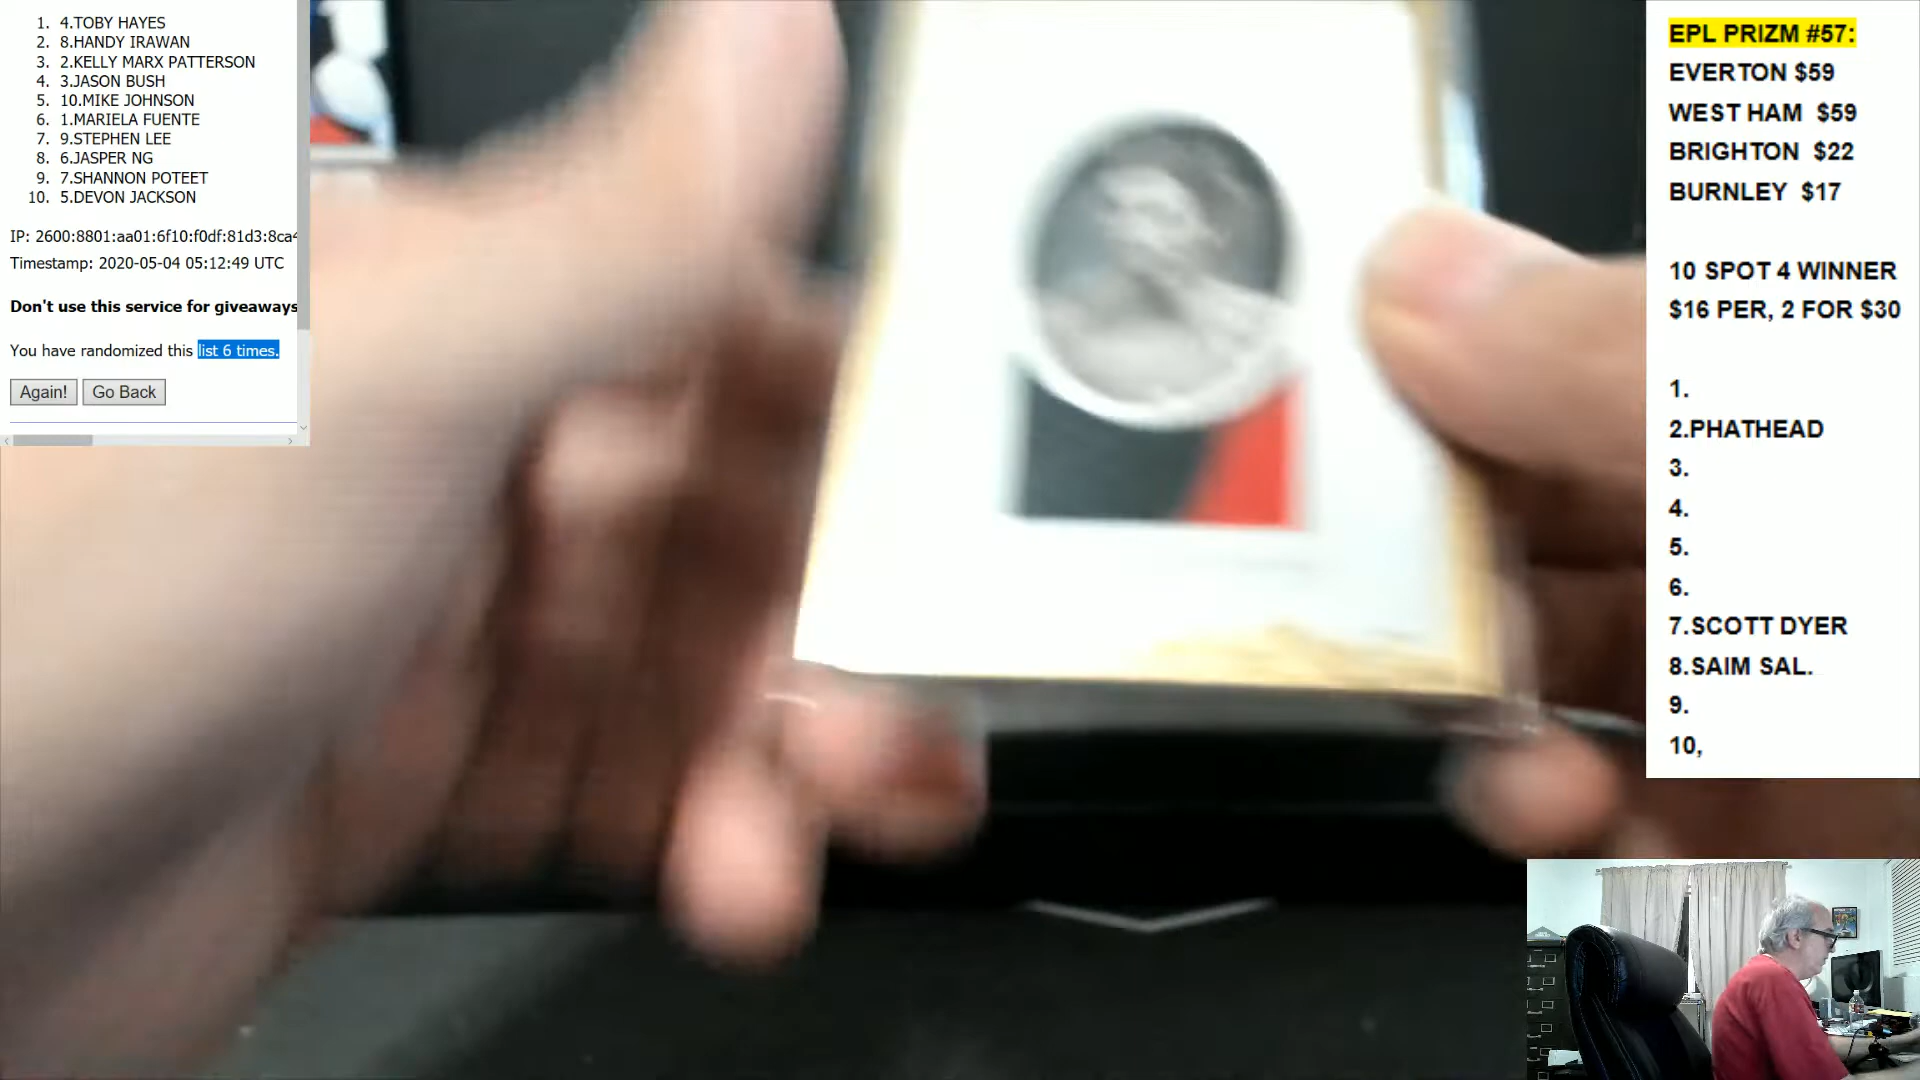 1. 4.TOBY HAYES
2. 8.HANDY IRAWAN
3. 2.KELLY MARX PATTERSON
4. 3.JASON BUSH
5. 10.MIKE JOHNSON
6. 1.MARIELA FUENTE
7. 9.STEPHEN LEE
8. 6.JASPER NG
9. 7.SHANNON POTEET
10. 5.DEVON JACKSON
IP: 2600:8801:aa01:6f10:f0df:81d3:8ca4
Timestamp: 2020-05-04 05:12:49 UTC
Don't use this service for giveaways
You have randomized this list 6 times.
Again! Go Back
EPL PRIZM #57:
EVERTON $59
WEST HAM $59
BRIGHTON $22
BURNLEY $17
10 SPOT 4 WINNER
$16 PER, 2 FOR $30
1.
2.PHATHEAD
3.
4.
5.
6.
7.SCOTT DYER
8.SAIM SAL.
9.
10,